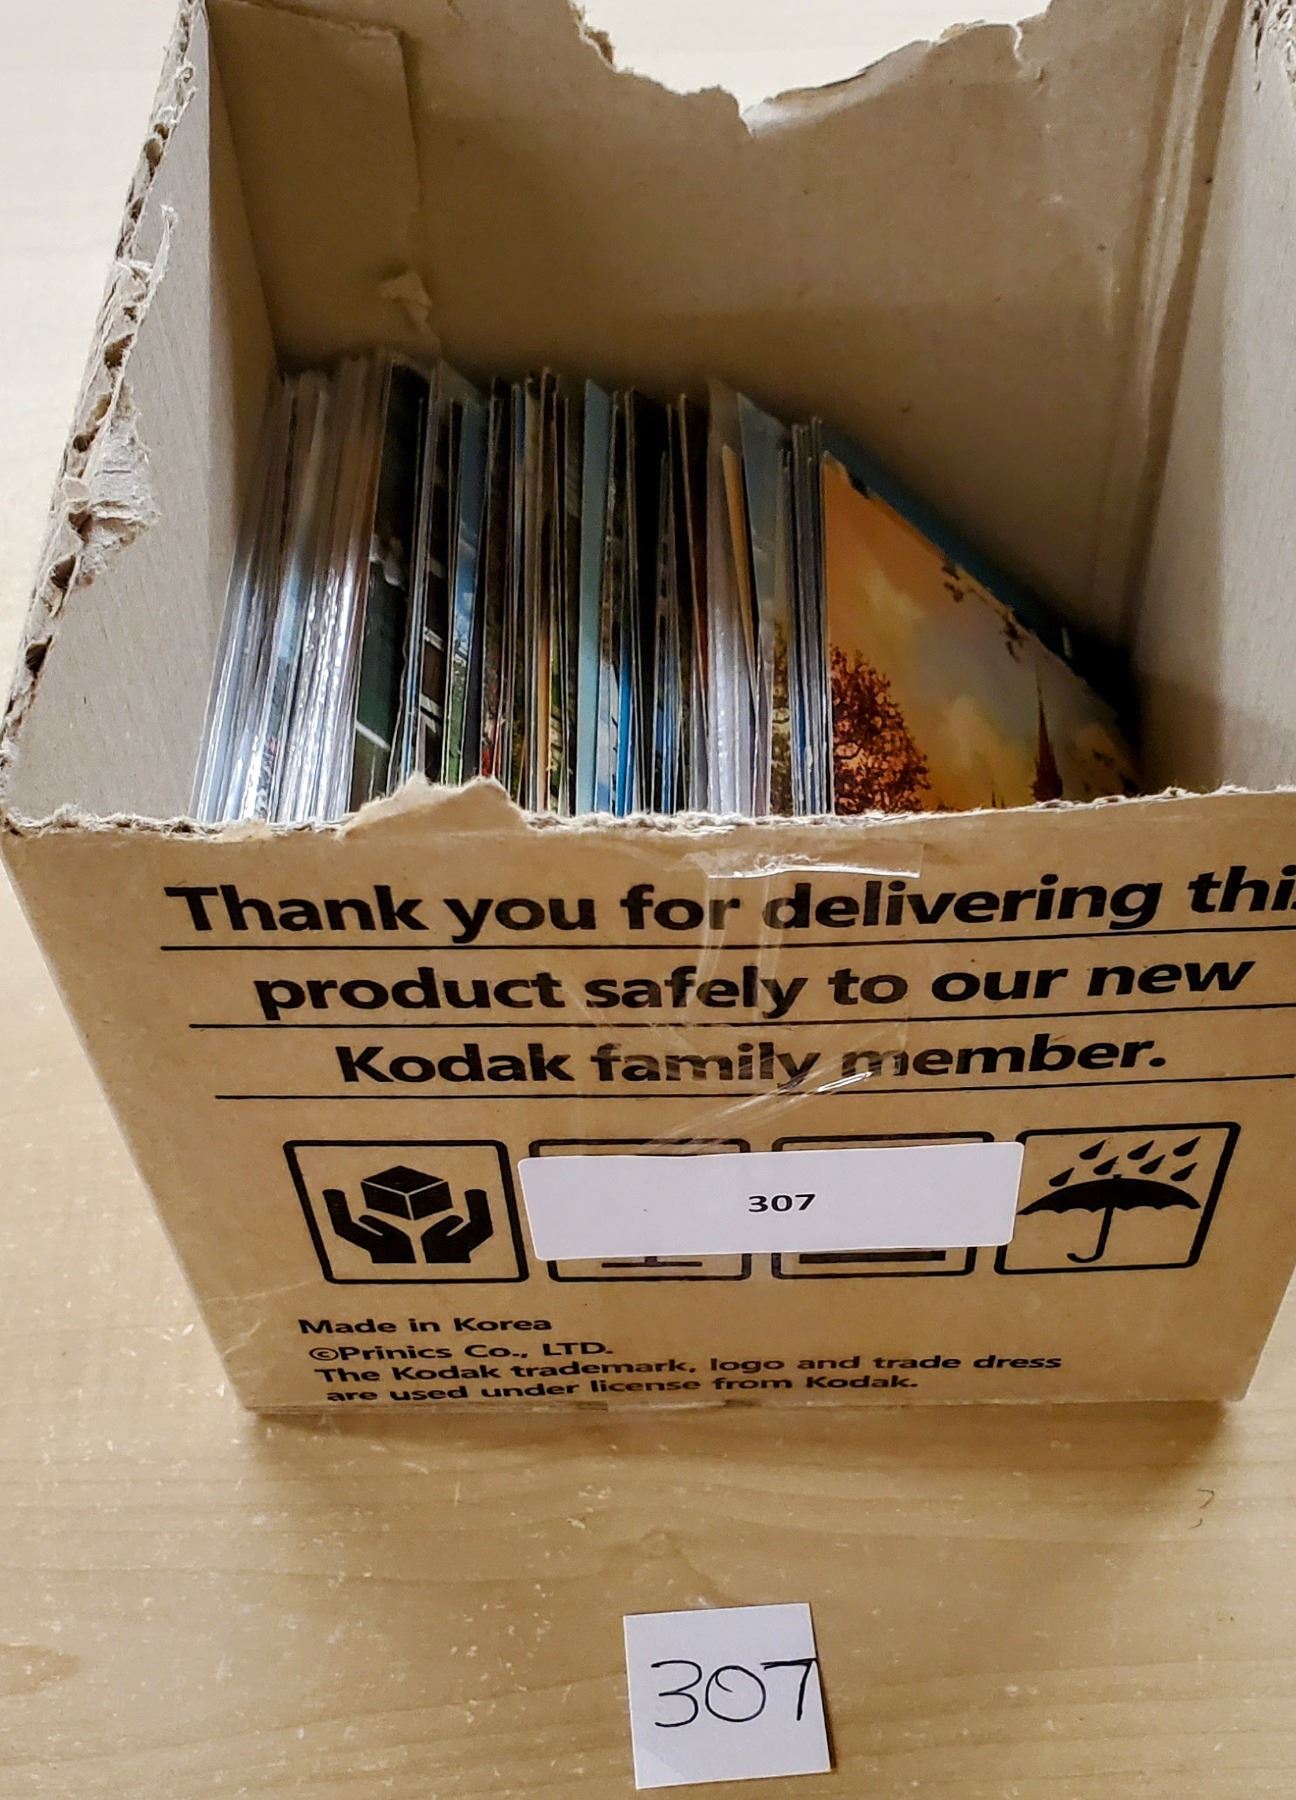 Thank you for delivering this
product safely to our new
Kodak family member.
307
Made in Korea
©Prinics Co., LTD.
The Kodak trademark, logo and trade dress
are used under license from Kodak.
307